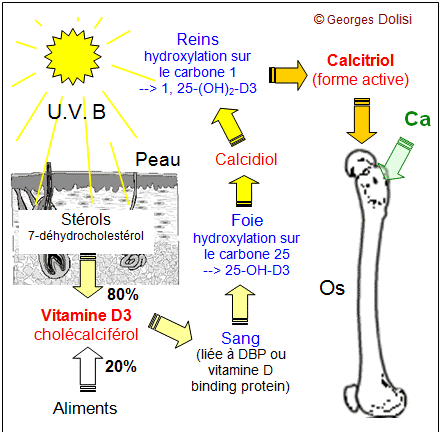 © Georges Dolisi
Reins
hydroxylation sur
le carbone 1
--> 1, 25-(OH)₂-D3
Calcitriol
(forme active)
U.V. B
Ca
Peau
Calcidiol
Stérols
7-déhydrocholestérol
Foie
hydroxylation sur
le carbone 25
--> 25-OH-D3
Os
80%
Vitamine D3
cholécalciférol
Sang
(liée à DBP ou
vitamine D
binding protein)
20%
Aliments